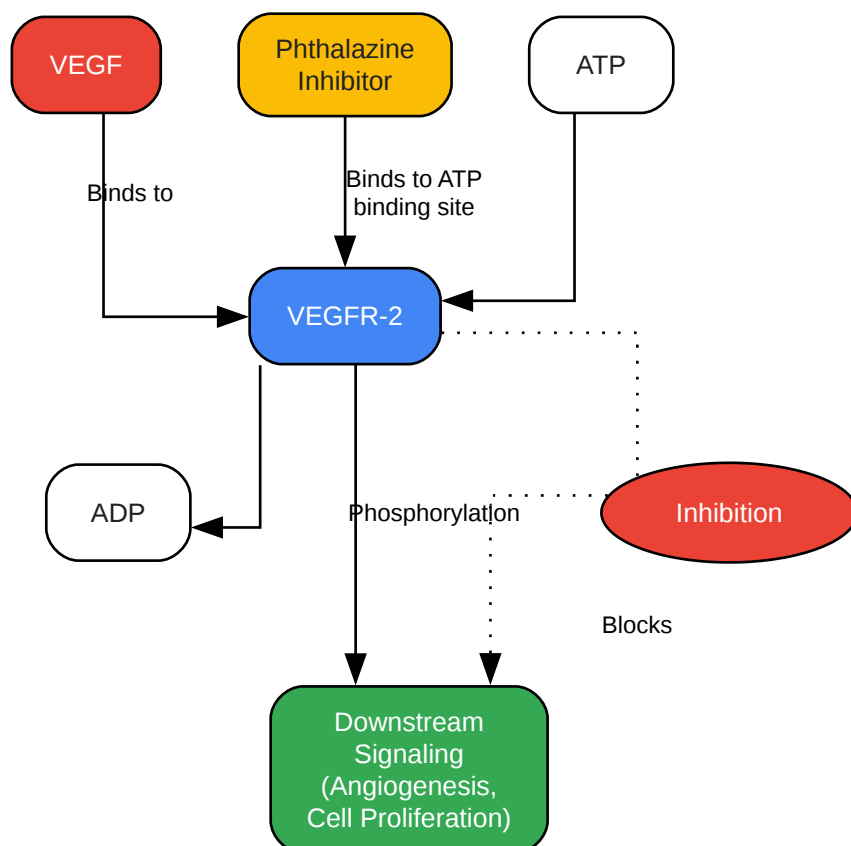 VEGF
Phthalazine
Inhibitor
ATP
Binds to
Binds to ATP
binding site
VEGFR-2
ADP
Phosphorylation
Inhibition
Blocks
Downstream
Signaling
(Angiogenesis,
Cell Proliferation)